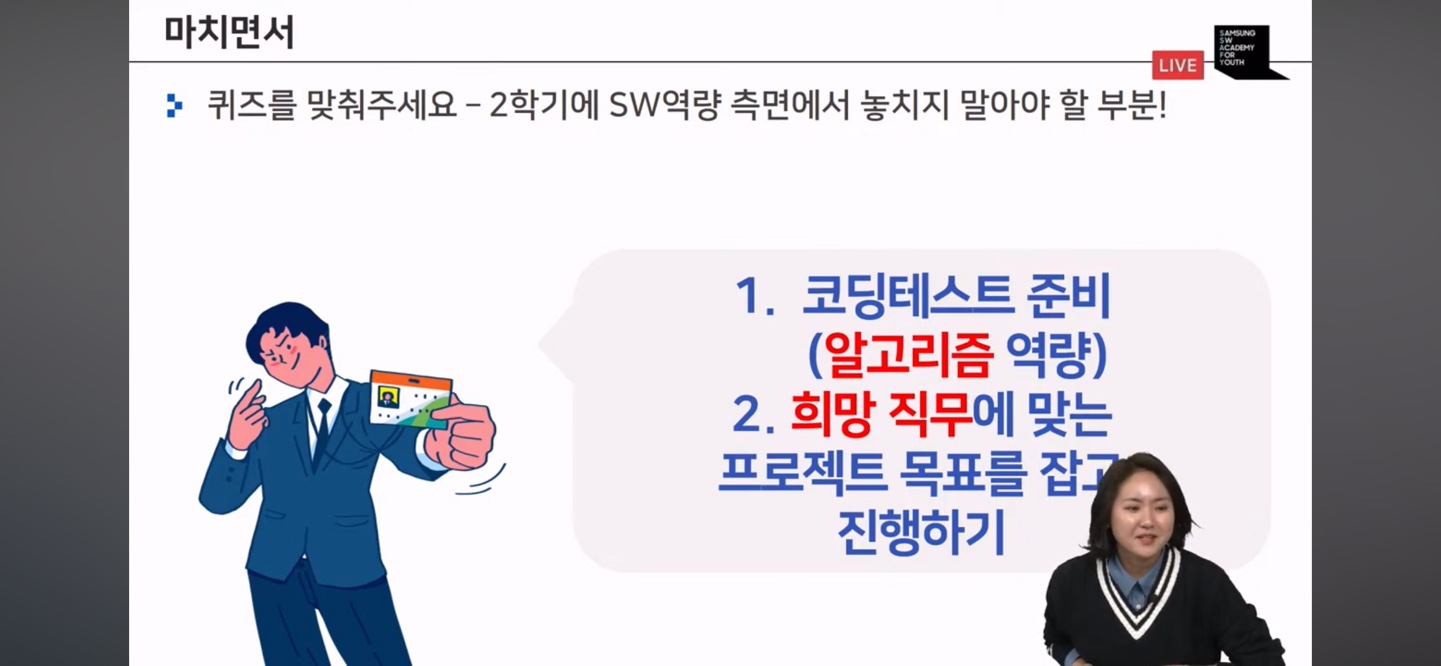 마치면서
LIVE
SAMSUNG
SW
ACADEMY
FOR
YOUTH
퀴즈를 맞춰주세요 – 2학기에 SW역량 측면에서 놓치지 말아야 할 부분!
1. 코딩테스트 준비
(알고리즘 역량)
2. 희망 직무에 맞는
프로젝트 목표를 잡고
진행하기